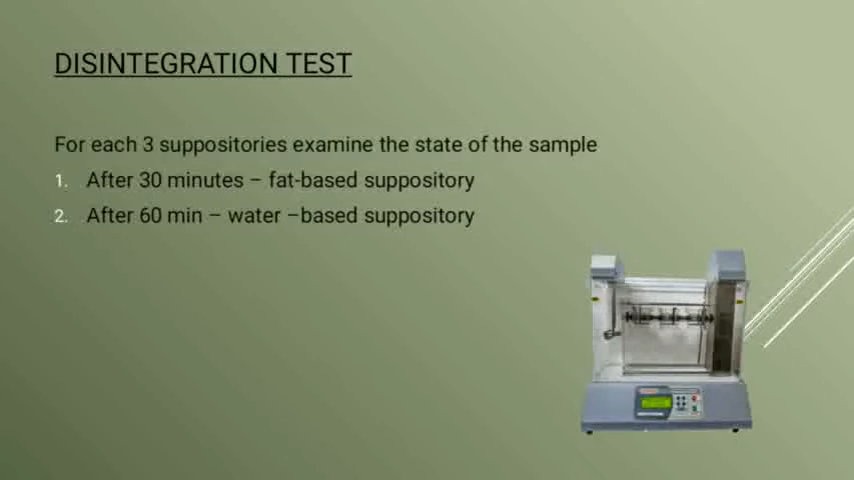 DISINTEGRATION TEST
For each 3 suppositories examine the state of the sample
1. After 30 minutes – fat-based suppository
2. After 60 min – water –based suppository